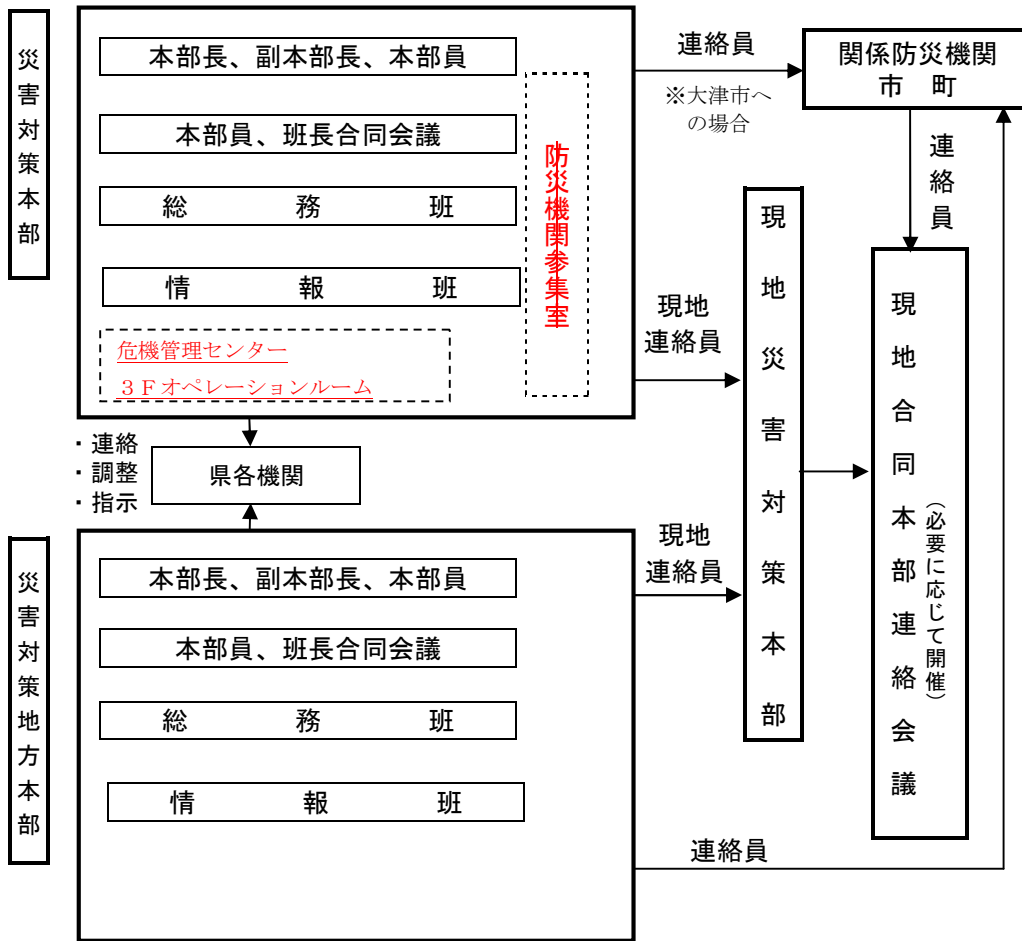 災害対策本部
本部長、副本部長、本部員
本部員、班長合同会議
総　務　班
情　報　班
防災機関参集室
危機管理センター
３Ｆオペレーションルーム
連絡員
※大津市へ
の場合
関係防災機関
市　町
連絡員
現地
連絡員
現地災害対策本部
現地合同本部連絡会議
（必要に応じて開催）
・連絡
・調整
・指示
県各機関
災害対策地方本部
本部長、副本部長、本部員
本部員、班長合同会議
総　務　班
情　報　班
現地
連絡員
連絡員